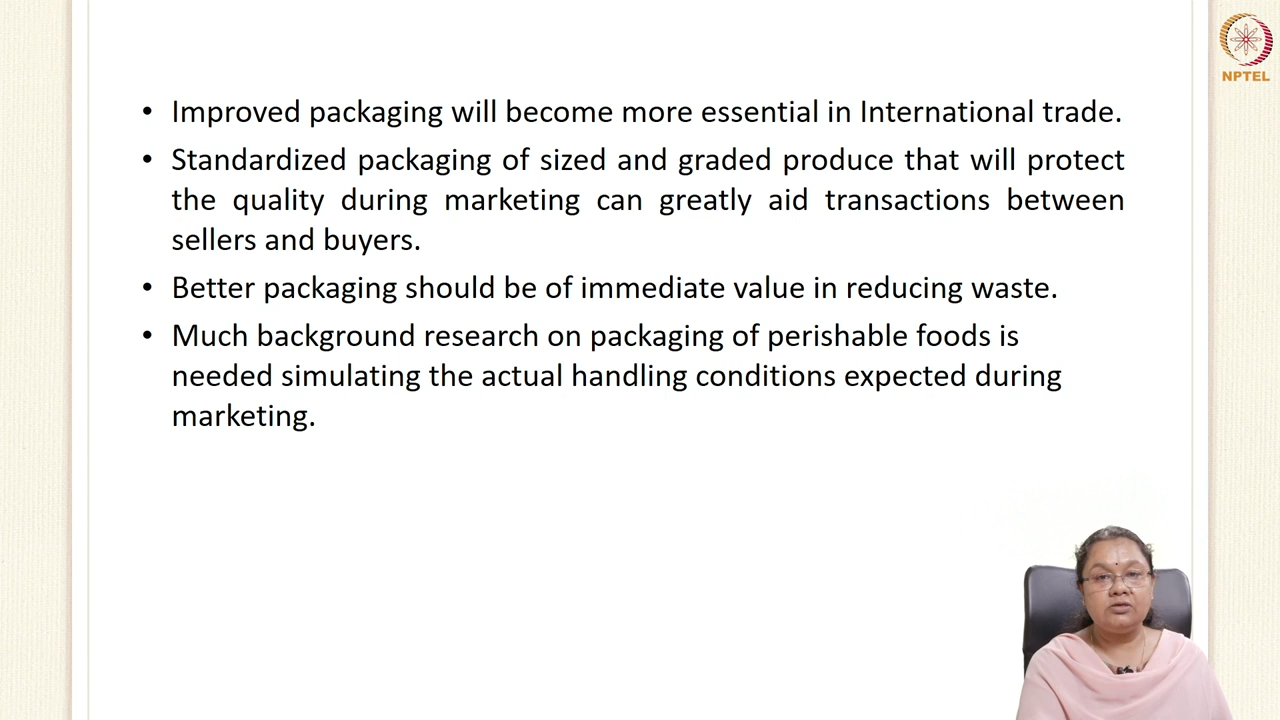 NPTEL
• Improved packaging will become more essential in International trade.
• Standardized packaging of sized and graded produce that will protect
the quality during marketing can greatly aid transactions between
sellers and buyers.
• Better packaging should be of immediate value in reducing waste.
• Much background research on packaging of perishable foods is
needed simulating the actual handling conditions expected during
marketing.